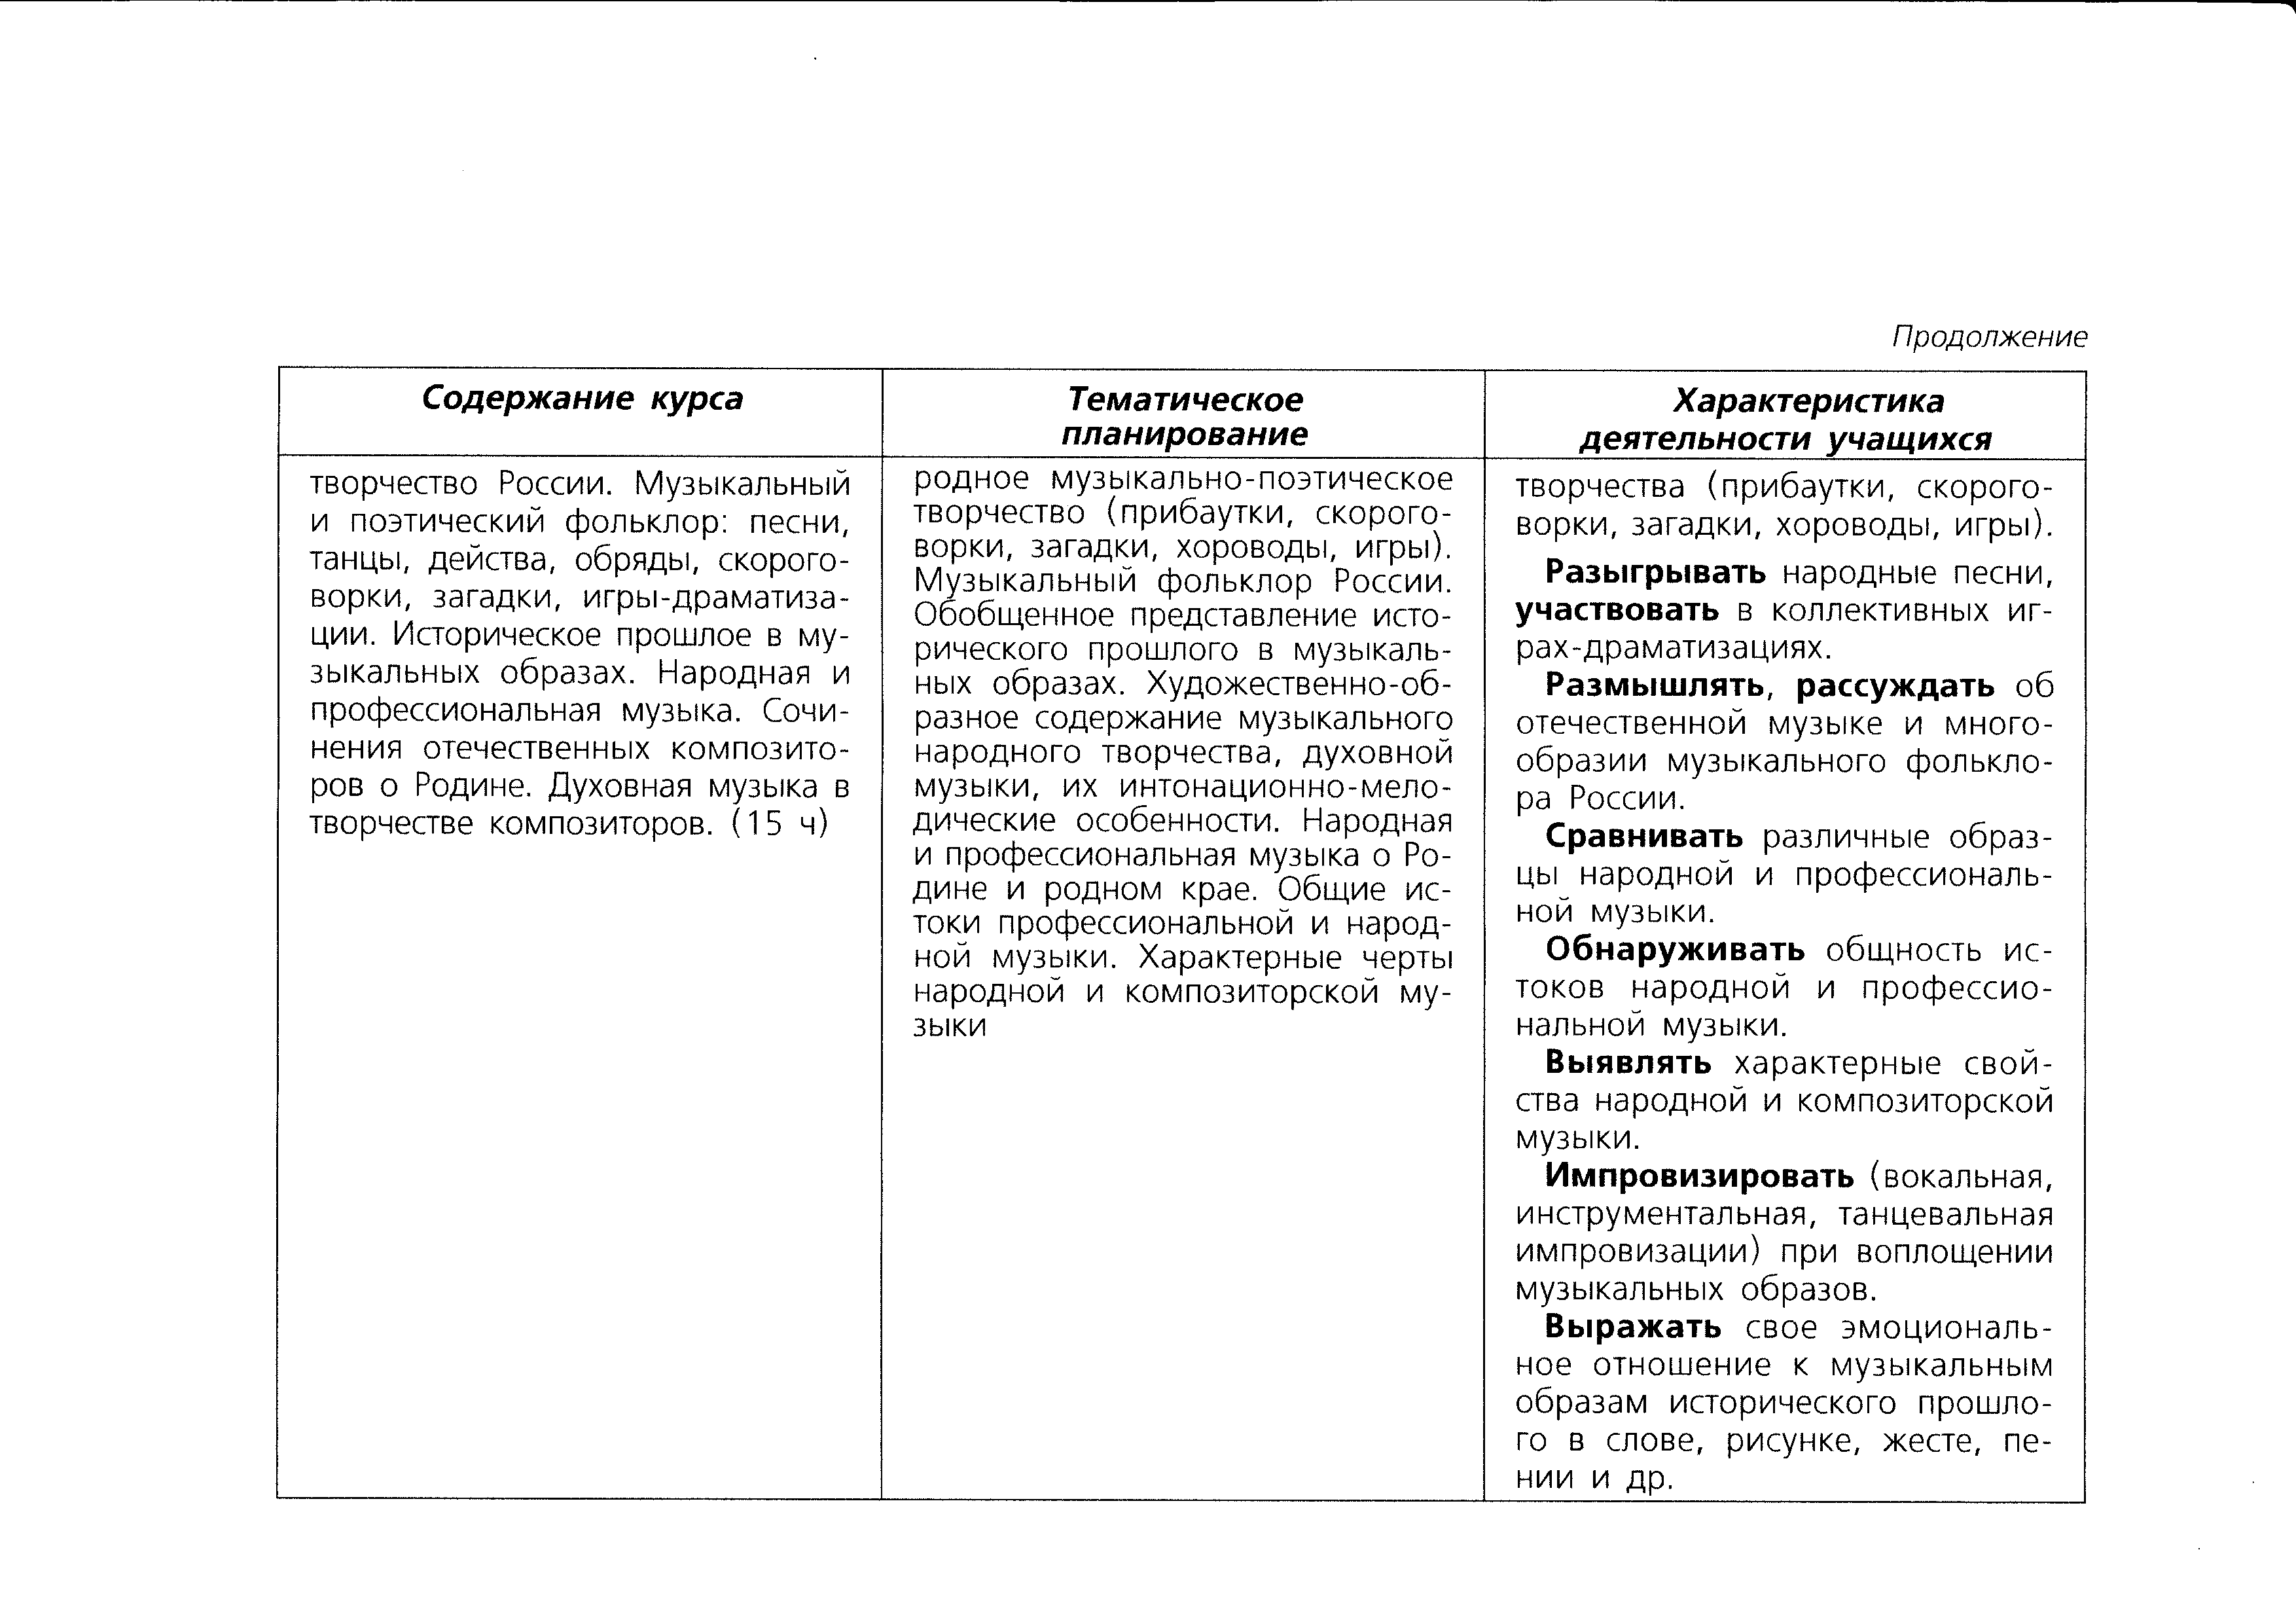 Продолжение
Содержание курса
творчество России. Музыкальный
и поэтический фольклор: песни,
танцы, действа, обряды, скорого-
ворки, загадки, игры-драматиза-
ции. Историческое прошлое в му-
зыкальных образах. Народная и
профессиональная музыка. Сочи-
нения отечественных композито-
ров о Родине. Духовная музыка в
творчестве композиторов. (15 ч)
Тематическое
планирование
родное музыкально-поэтическое
творчество (прибаутки, скорого-
ворки, загадки, хороводы, игры).
Музыкальный фольклор России.
Обобщенное представление исто-
рического прошлого в музыкаль-
ных образах. Художественно-об-
разное содержание музыкального
народного творчества, духовной
музыки, их интонационно-мело-
дические особенности. Народная
и профессиональная музыка о Ро-
дине и родном крае. Общие ис-
токи профессиональной и народ-
ной музыки. Характерные черты
народной и композиторской му-
зыки
Характеристика
деятельности учащихся
творчества (прибаутки, скорого-
ворки, загадки, хороводы, игры).
Разыгрывать народные песни,
участвовать в коллективных иг-
рах-драматизациях.
Размышлять, рассуждать об
отечественной музыке и много-
образии музыкального фолькло-
ра России.
Сравнивать различные образ-
цы народной и профессиональ-
ной музыки.
Обнаруживать общность ис-
токов народной и профессио-
нальной музыки.
Выявлять характерные свой-
ства народной и композиторской
музыки.
Импровизировать (вокальная,
инструментальная, танцевальная
импровизации) при воплощении
музыкальных образов.
Выражать свое эмоциональ-
ное отношение к музыкальным
образам исторического прошло-
го в слове, рисунке, жесте, пе-
нии и др.